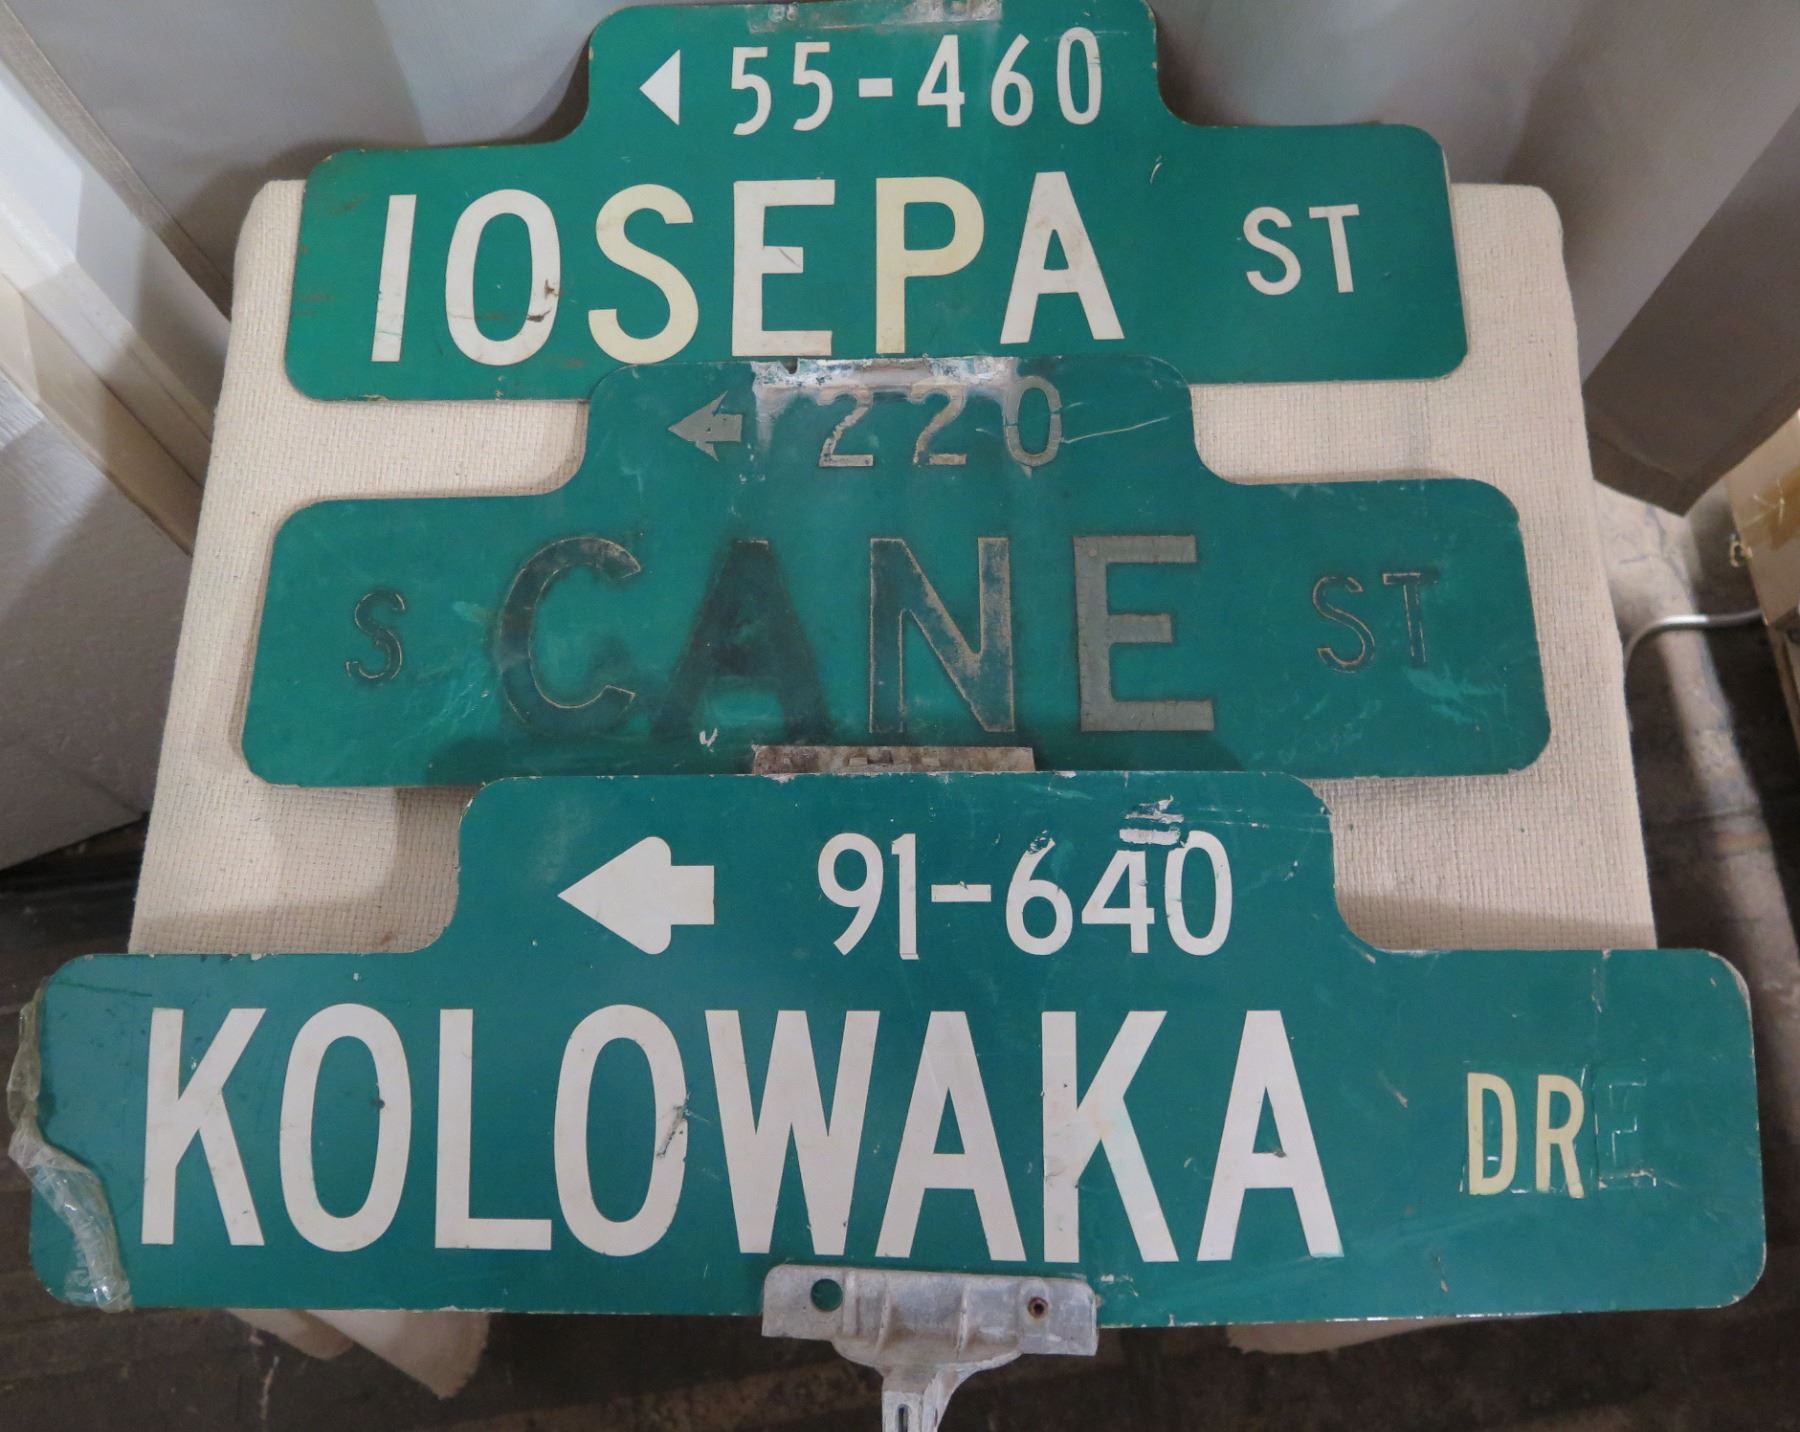 55-460
IOSEPA ST
220
S CANE ST
91-640
KOLOWAKA DR